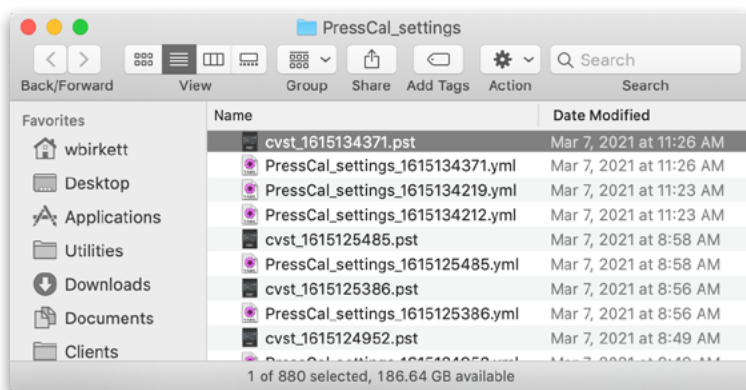 PressCal_settings
Back/Forward View Group Share Add Tags Action Search
Search
Favorites
wbirkett
Desktop
Applications
Utilities
Downloads
Documents
Clients
Name Date Modified
cvst_1615134371.pst Mar 7, 2021 at 11:26 AM
PressCal_settings_1615134371.yml Mar 7, 2021 at 11:26 AM
PressCal_settings_1615134219.yml Mar 7, 2021 at 11:23 AM
PressCal_settings_1615134212.yml Mar 7, 2021 at 11:23 AM
cvst_1615125485.pst Mar 7, 2021 at 8:58 AM
PressCal_settings_1615125485.yml Mar 7, 2021 at 8:58 AM
cvst_1615125386.pst Mar 7, 2021 at 8:56 AM
PressCal_settings_1615125386.yml Mar 7, 2021 at 8:56 AM
cvst_1615124952.pst Mar 7, 2021 at 8:49 AM
1 of 880 selected, 186.64 GB available